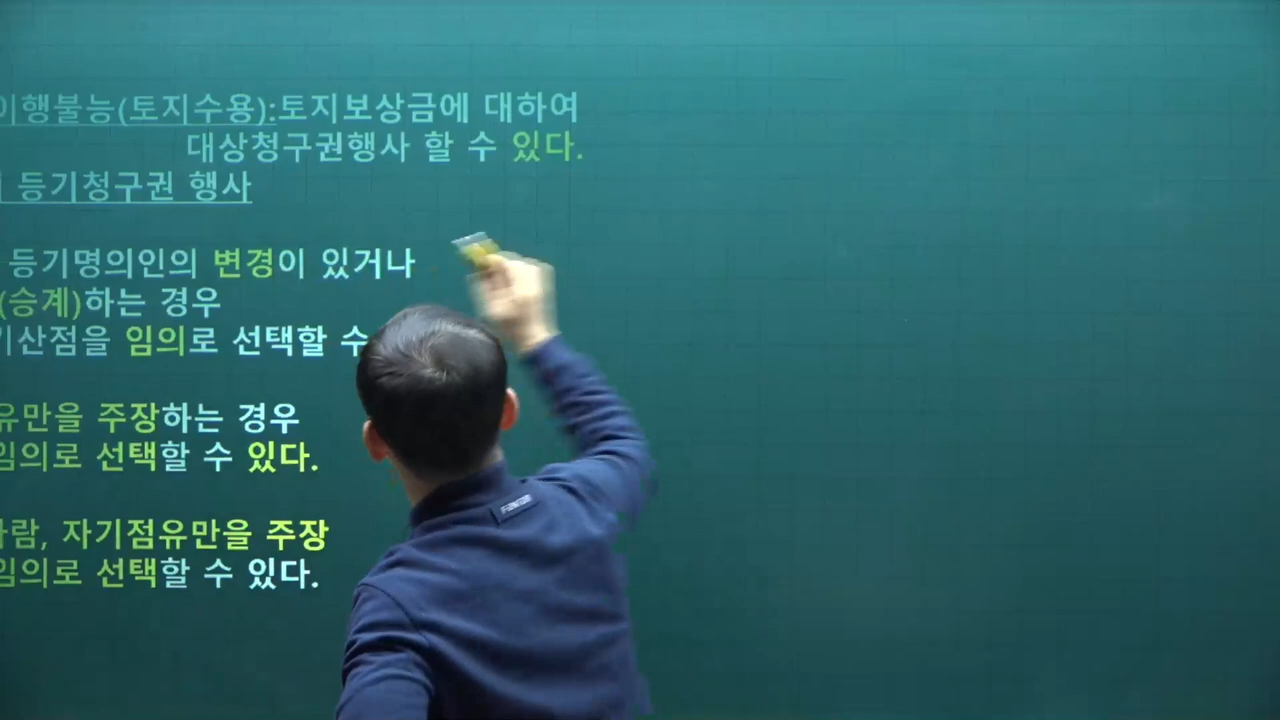 이행불능(토지수용):토지보상금에 대하여
대상청구권행사 할 수 있다.
등기청구권 행사
등기명의인의 변경이 있거나
(승계)하는 경우
기산점을 임의로 선택할 수
유만을 주장하는 경우
임의로 선택할 수 있다.
사람, 자기점유만을 주장
임의로 선택할 수 있다.